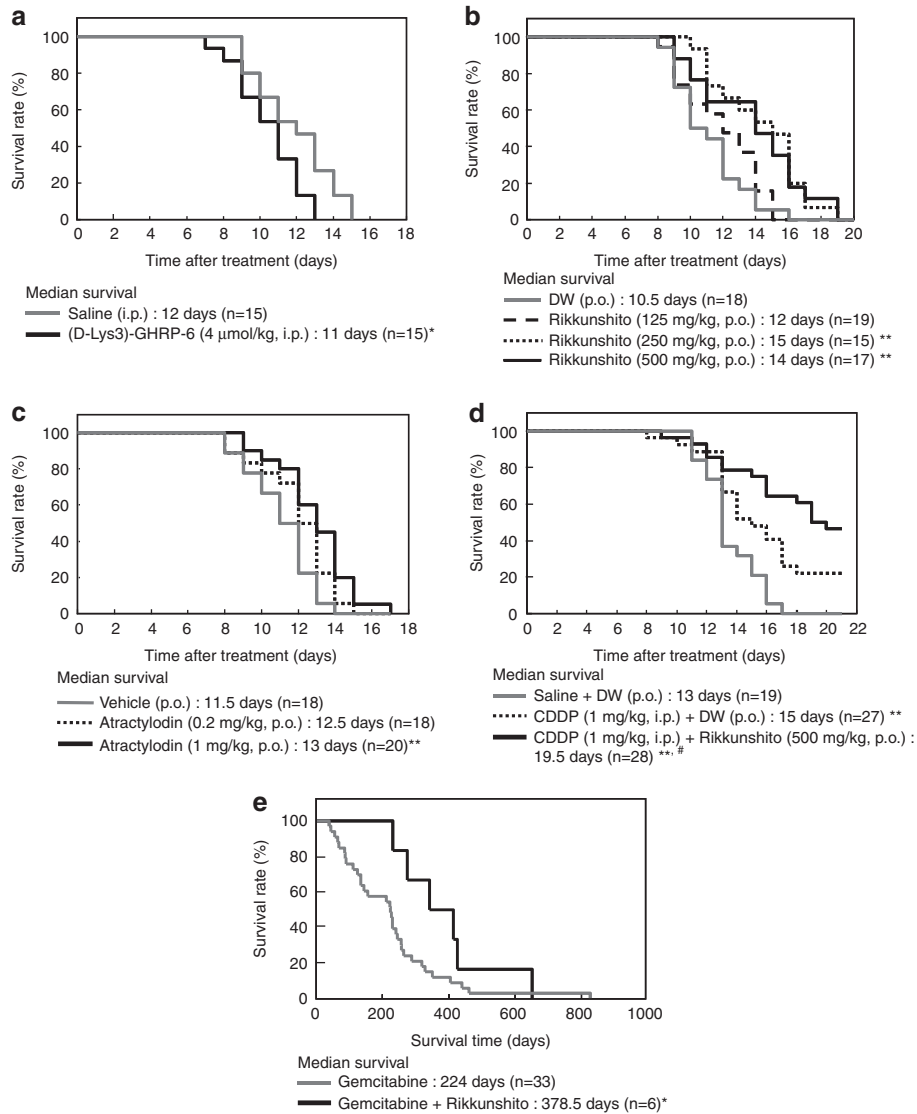 a
Survival rate (%)
100
80
60
40
20
0
0 2 4 6 8 10 12 14 16 18
Time after treatment (days)
Median survival
Saline (i.p.) : 12 days (n=15)
(D-Lys3)-GHRP-6 (4 μmol/kg, i.p.) : 11 days (n=15)*
b
Survival rate (%)
100
80
60
40
20
0
0 2 4 6 8 10 12 14 16 18 20
Time after treatment (days)
Median survival
DW (p.o.) : 10.5 days (n=18)
Rikkunshito (125 mg/kg, p.o.) : 12 days (n=19)
Rikkunshito (250 mg/kg, p.o.) : 15 days (n=15) **
Rikkunshito (500 mg/kg, p.o.) : 14 days (n=17) **
c
Survival rate (%)
100
80
60
40
20
0
0 2 4 6 8 10 12 14 16 18
Time after treatment (days)
Median survival
Vehicle (p.o.) : 11.5 days (n=18)
Atractylodin (0.2 mg/kg, p.o.) : 12.5 days (n=18)
Atractylodin (1 mg/kg, p.o.) : 13 days (n=20)**
d
Survival rate (%)
100
80
60
40
20
0
0 2 4 6 8 10 12 14 16 18 20 22
Time after treatment (days)
Median survival
Saline + DW (p.o.) : 13 days (n=19)
CDDP (1 mg/kg, i.p.) + DW (p.o.) : 15 days (n=27) **
CDDP (1 mg/kg, i.p.) + Rikkunshito (500 mg/kg, p.o.) :
19.5 days (n=28) **, #
e
Survival rate (%)
100
80
60
40
20
0
0 200 400 600 800 1000
Survival time (days)
Median survival
Gemcitabine : 224 days (n=33)
Gemcitabine + Rikkunshito : 378.5 days (n=6)*